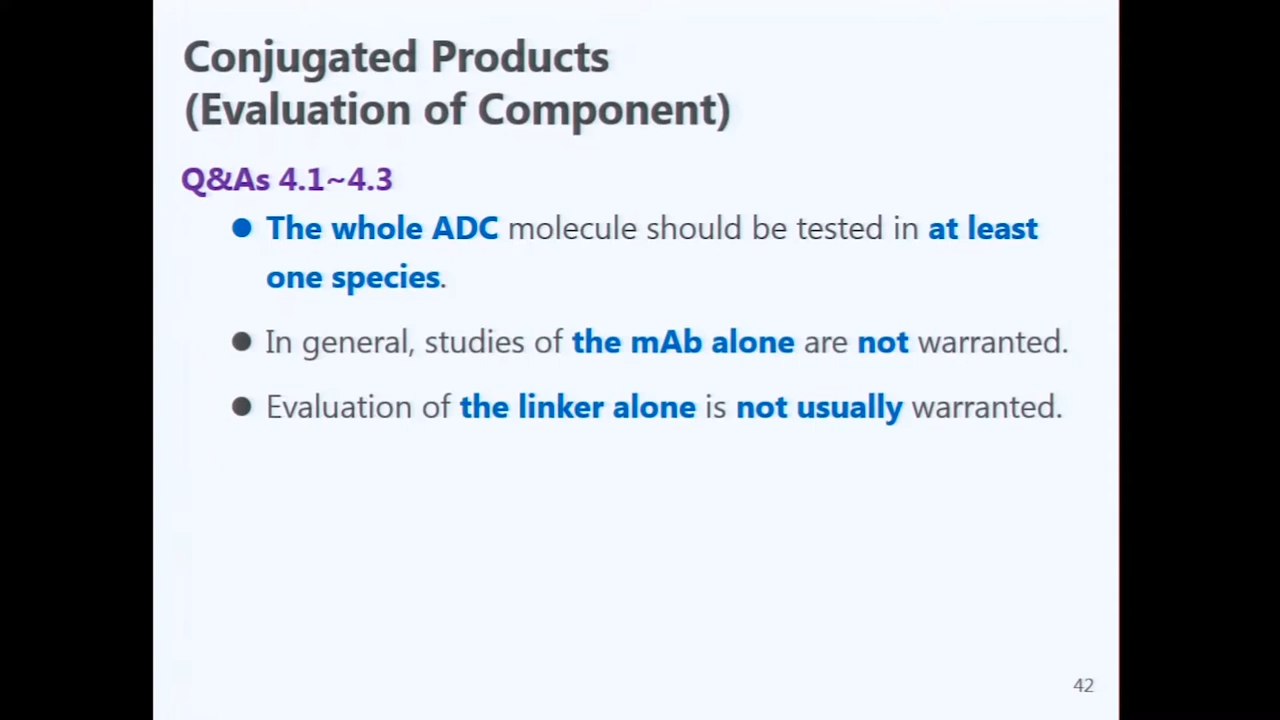 Conjugated Products
(Evaluation of Component)
Q&As 4.1~4.3
● The whole ADC molecule should be tested in at least
one species.
● In general, studies of the mAb alone are not warranted.
● Evaluation of the linker alone is not usually warranted.
42